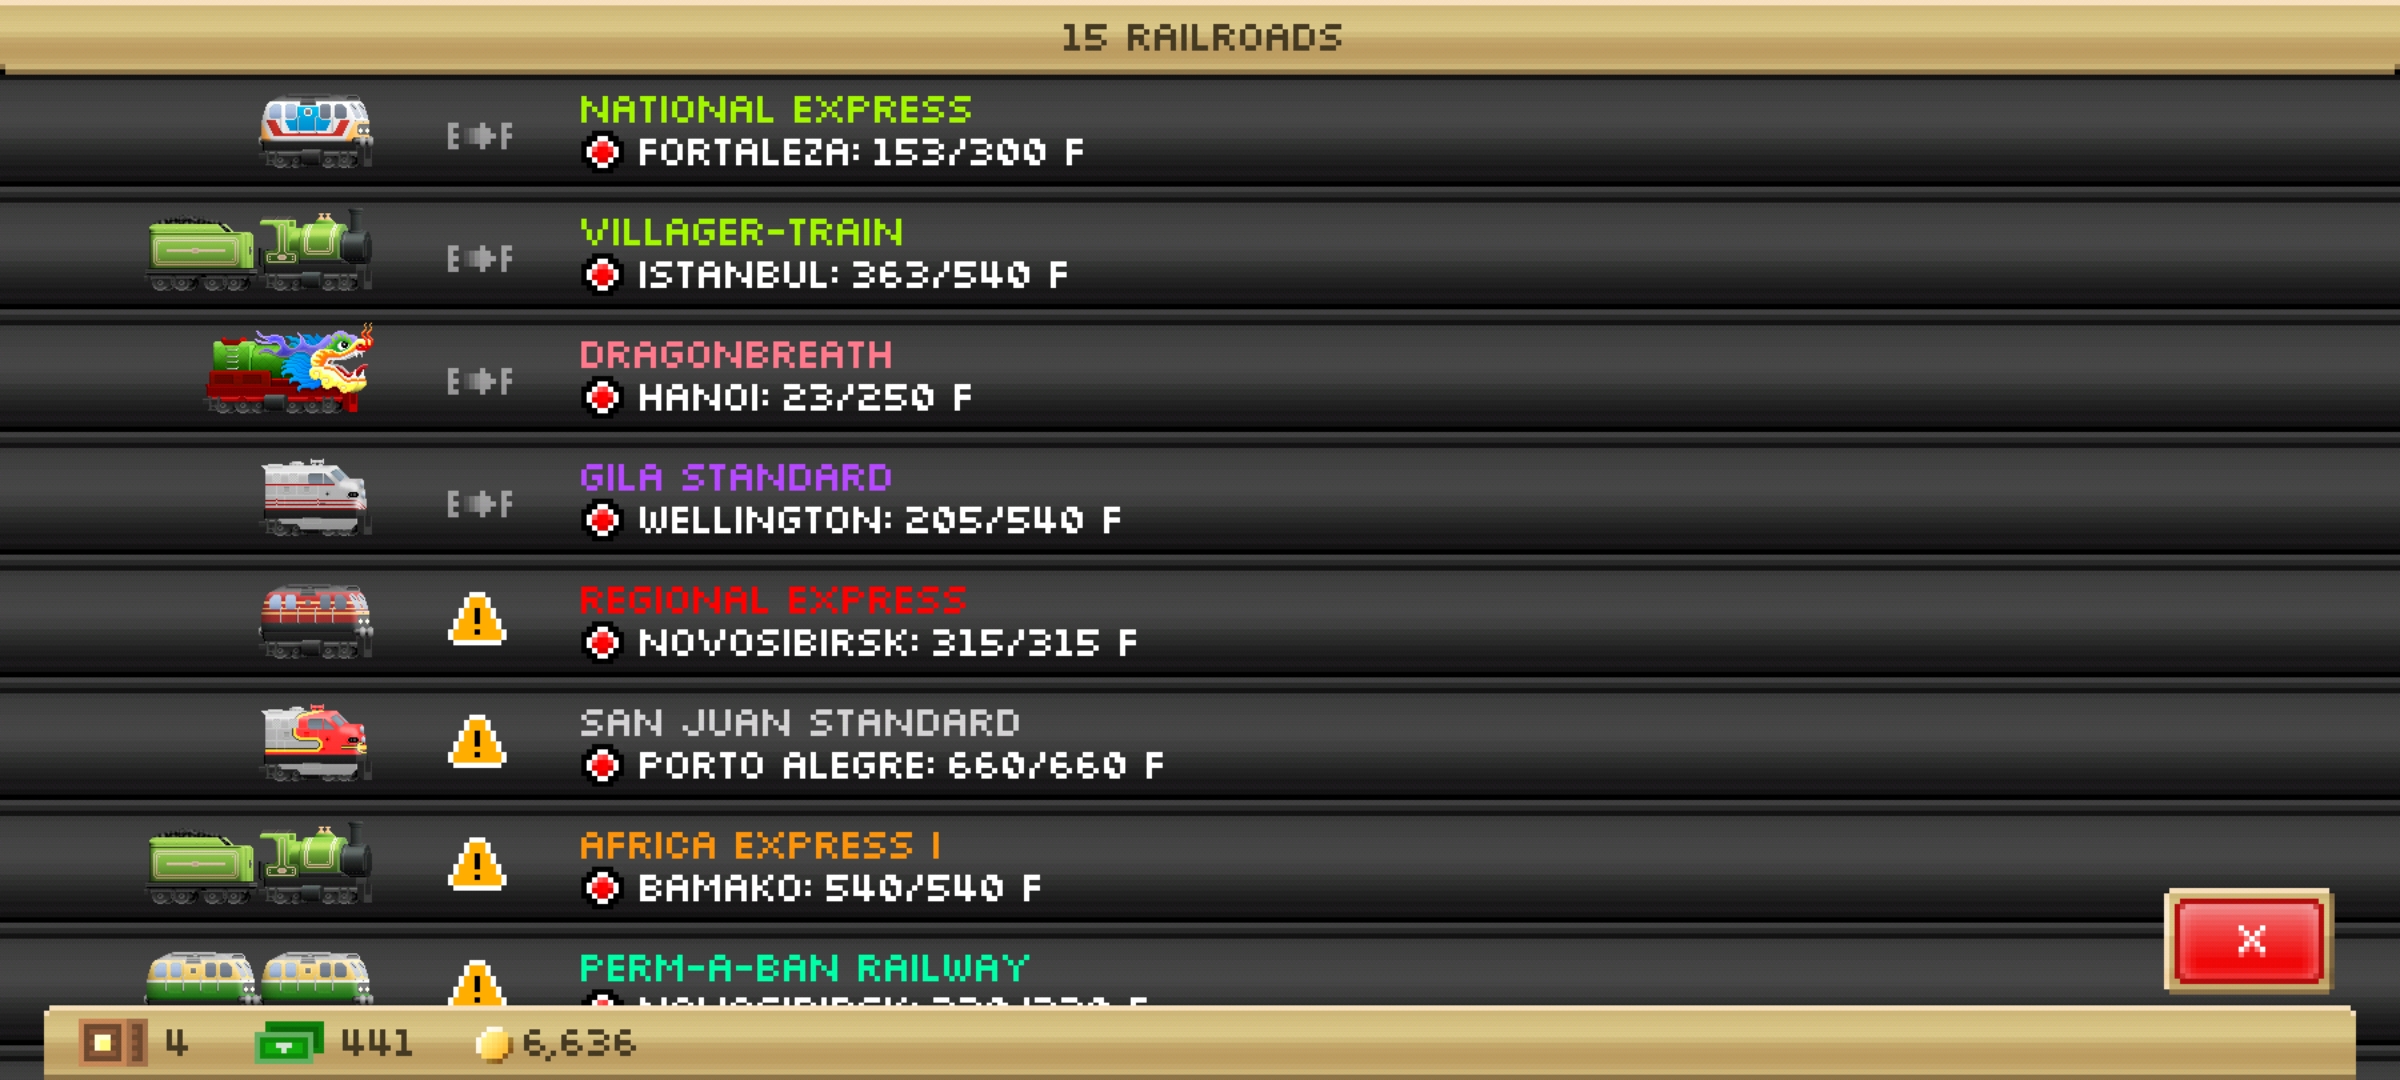 15 RAILROADS
E F
NATIONAL EXPRESS
FORTALEZA: 153/300 F
E F
VILLAGER-TRAIN
ISTANBUL: 363/540 F
E F
DRAGONBREATH
HANOI: 23/250 F
E F
GILA STANDARD
WELLINGTON: 205/540 F
REGIONAL EXPRESS
NOVOSIBIRSK: 315/315 F
SAN JUAN STANDARD
PORTO ALEGRE: 660/660 F
AFRICA EXPRESS I
BAMAKO: 540/540 F
PERM-A-BAN RAILWAY
X
4 441 6,636